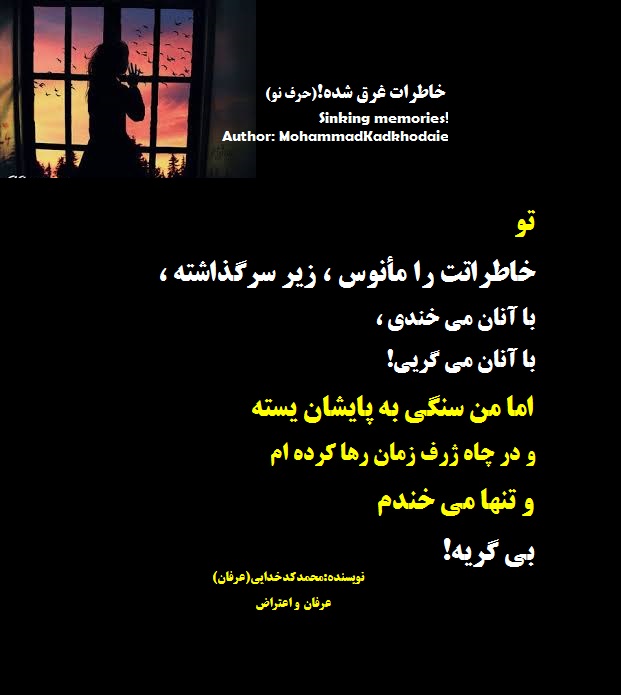 خاطرات غرق شده!(حرف نو)
Sinking memories!
Author: MohammadKadkhodaie
تو
خاطراتت را مأنوس ، زیر سرگذاشته ،
با آنان می خندی ،
با آنان می گریی!
اما من سنگی به پایشان یسته
و در چاه ژرف زمان رها کرده ام
و تنها می خندم
بی گریه!
نویسنده:محمدکدخدایی(عرفان)
عرفان و اعتراض